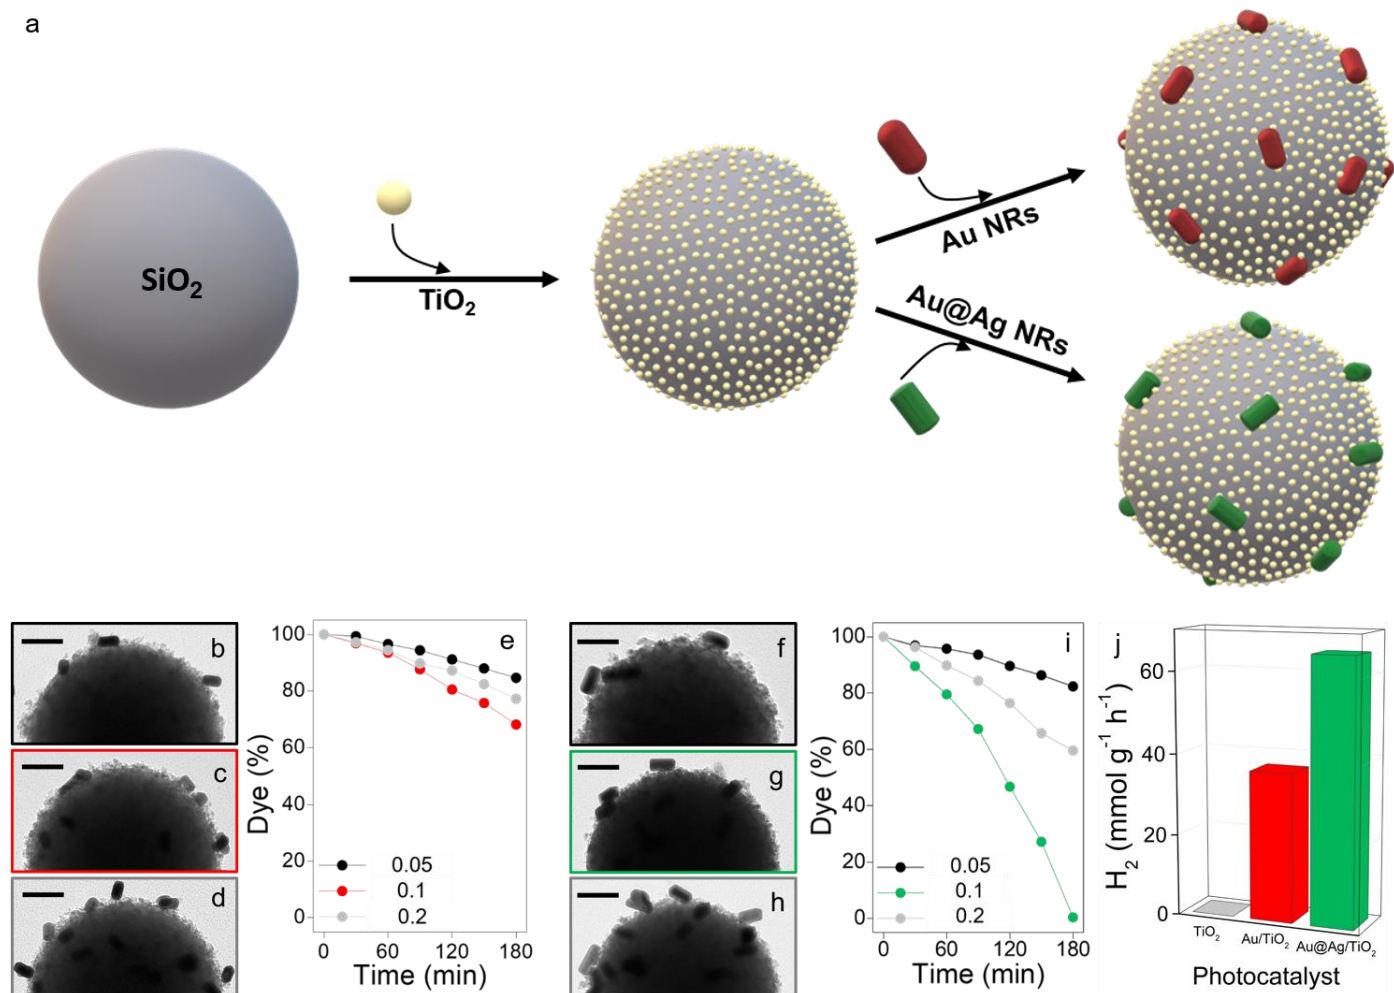 a
SiO₂
TiO₂
Au NRs
Au@Ag NRs
b
c
d
e
Dye (%)
100
80
60
40
20
0
0.05
0.1
0.2
0 60 120 180
Time (min)
f
g
h
i
Dye (%)
100
80
60
40
20
0
0.05
0.1
0.2
0 60 120 180
Time (min)
j
H₂ (mmol g⁻¹ h⁻¹)
60
40
20
0
TiO₂
Au/TiO₂
Au@Ag/TiO₂
Photocatalyst